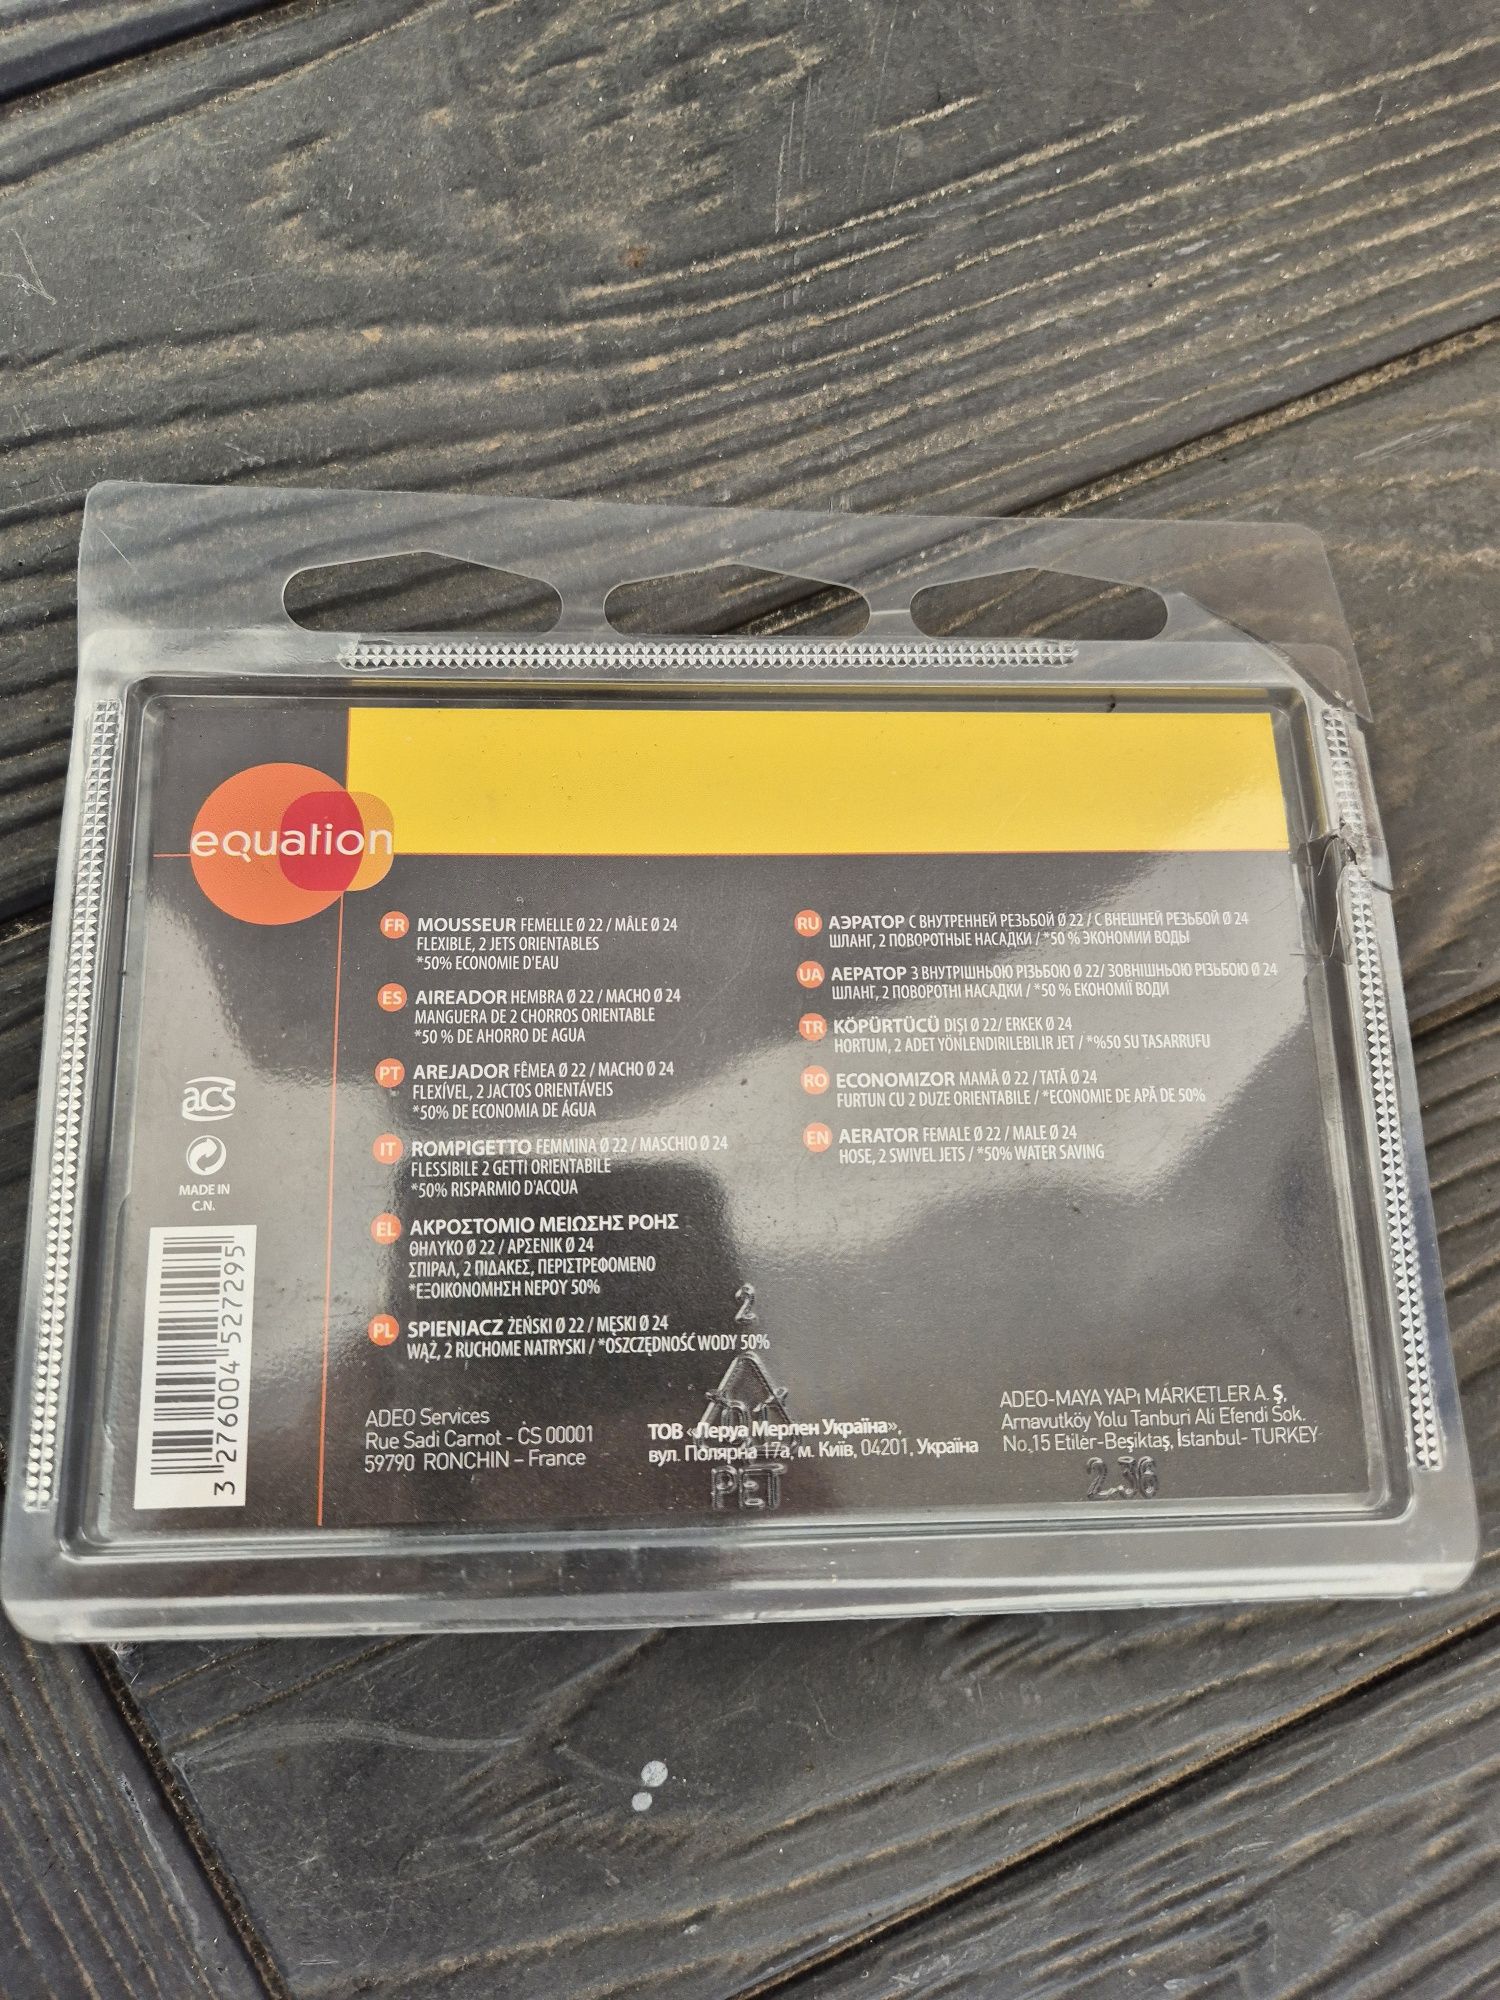 equation
FR MOUSSEUR FEMELLE Ø 22 / MÂLE Ø 24
FLEXIBLE, 2 JETS ORIENTABLES
*50% ECONOMIE D'EAU
ES AIREADOR HEMBRA Ø 22 / MACHO Ø 24
MANGUERA DE 2 CHORROS ORIENTABLE
*50 % DE AHORRO DE AGUA
PT AREJADOR FÊMEA Ø 22 / MACHO Ø 24
FLEXÍVEL, 2 JACTOS ORIENTÁVEIS
*50% DE ECONOMIA DE ÁGUA
IT ROMPIGETTO FEMMINA Ø 22 / MASCHIO Ø 24
FLESSIBILE 2 GETTI ORIENTABILE
*50% RISPARMIO D'ACQUA
EL ΑΚΡΟΣΤΟΜΙΟ ΜΕΙΩΣΗΣ ΡΟΗΣ
ΘΗΛΥΚΟ Ø 22 / ΑΡΣΕΝΙΚ Ø 24
ΣΠΙΡΑΛ, 2 ΠΙΔΑΚΕΣ, ΠΕΡΙΣΤΡΕΦΟΜΕΝΟ
*ΕΞΟΙΚΟΝΟΜΗΣΗ ΝΕΡΟΥ 50%
PL SPIENIACZ ŻEŃSKI Ø 22 / MĘSKI Ø 24
WĄŻ, 2 RUCHOME NATRYSKI / *OSZCZĘDNOŚĆ WODY 50%
RU АЭРАТОР С ВНУТРЕННЕЙ РЕЗЬБОЙ Ø 22 / С ВНЕШНЕЙ РЕЗЬБОЙ Ø 24
ШЛАНГ, 2 ПОВОРОТНЫЕ НАСАДКИ / *50 % ЭКОНОМИИ ВОДЫ
UA АЕРАТОР З ВНУТРІШНЬОЮ РІЗЬБОЮ Ø 22/ ЗОВНІШНЬОЮ РІЗЬБОЮ Ø 24
ШЛАНГ, 2 ПОВОРОТНІ НАСАДКИ / *50 % ЕКОНОМІЇ ВОДИ
TR KÖPÜRTÜCÜ DIŞI Ø 22/ ERKEK Ø 24
HORTUM, 2 ADET YÖNLENDIRILEBILIR JET / *%50 SU TASARRUFU
RO ECONOMIZOR MAMĂ Ø 22 / TATĂ Ø 24
FURTUN CU 2 DUZE ORIENTABILE / *ECONOMIE DE APĂ DE 50%
EN AERATOR FEMALE Ø 22 / MALE Ø 24
HOSE, 2 SWIVEL JETS / *50% WATER SAVING
acs
MADE IN
C.N.
3 276004 527295
ADEO Services
Rue Sadi Carnot - CS 00001
59790 RONCHIN – France
ТОВ «Леруа Мерлен Україна»,
вул. Полярна 17а, м. Київ, 04201, Україна
ADEO-MAYA YAPı MARKETLER A. Ş.
Arnavutköy Yolu Tanburi Ali Efendi Sok.
No.15 Etiler-Beşiktaş, İstanbul- TURKEY
2
PET
2.36